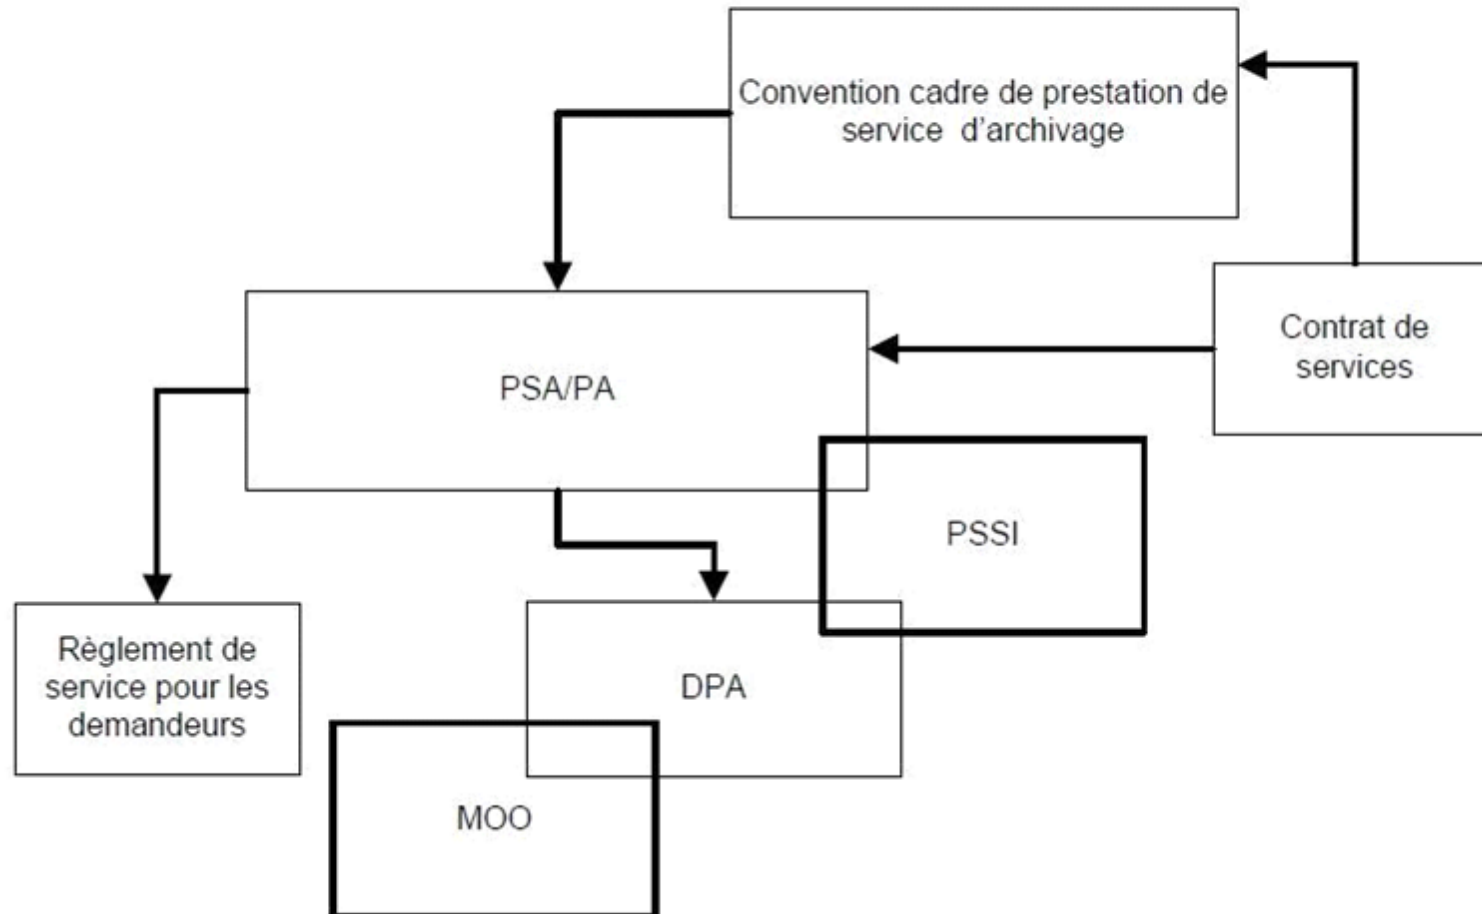 Convention cadre de prestation de
service d'archivage
Contrat de
services
PSA/PA
PSSI
Règlement de
service pour les
demandeurs
DPA
MOO